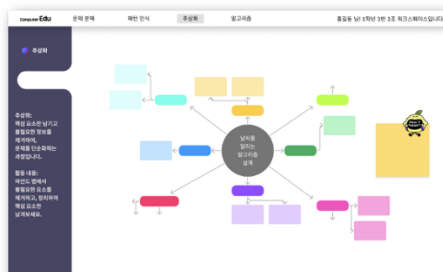 Computer Edu
문제 분해
패턴 인식
추상화
알고리즘
홍길동 님! 1학년 1반 3조 워크스페이스입니다
추상화
추상화:
핵심 요소만 남기고
불필요한 정보를
제거하여,
문제를 단순화하는
과정입니다.
활동 내용:
마인드 맵에서
불필요한 요소를
제거하고, 정리하여
핵심 요소만
남겨보세요.
날씨를
알리는
알고리즘
설계